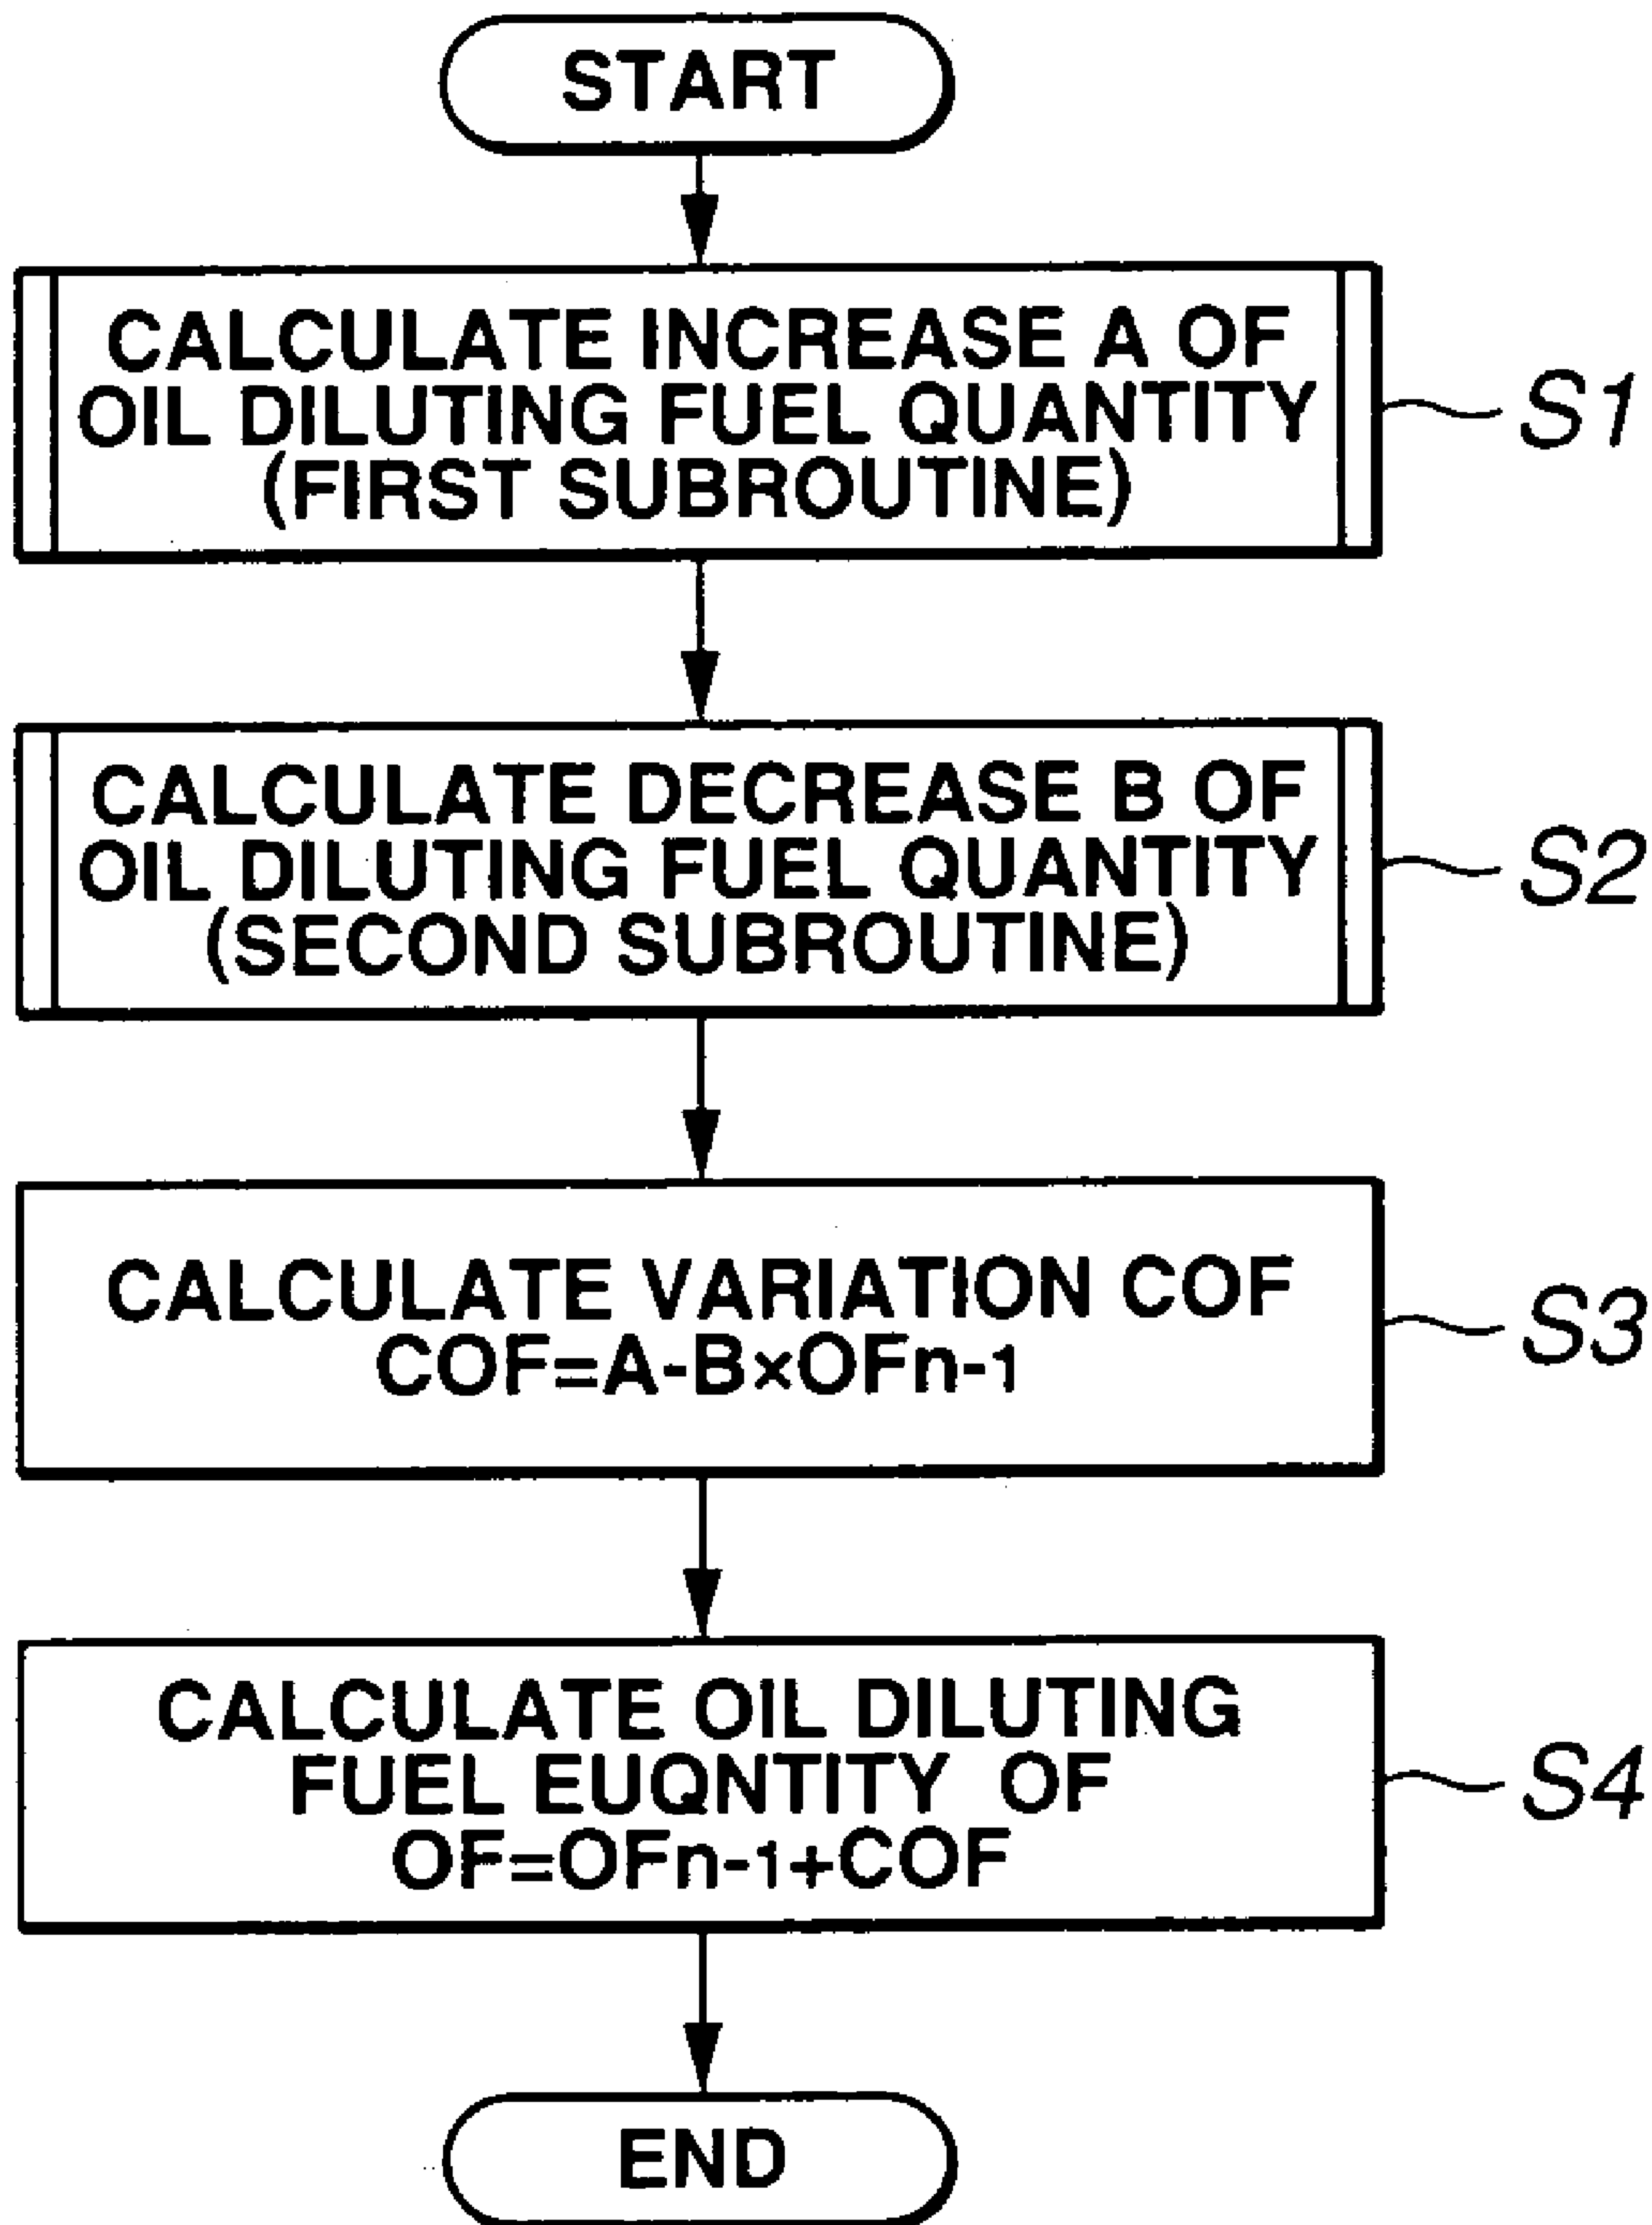 START
CALCULATE INCREASE A OF
OIL DILUTING FUEL QUANTITY
(FIRST SUBROUTINE)
S1
CALCULATE DECREASE B OF
OIL DILUTING FUEL QUANTITY
(SECOND SUBROUTINE)
S2
CALCULATE VARIATION COF
COF=A-B×OFn-1
S3
CALCULATE OIL DILUTING
FUEL EUQNTITY OF
OF=OFn-1+COF
S4
END